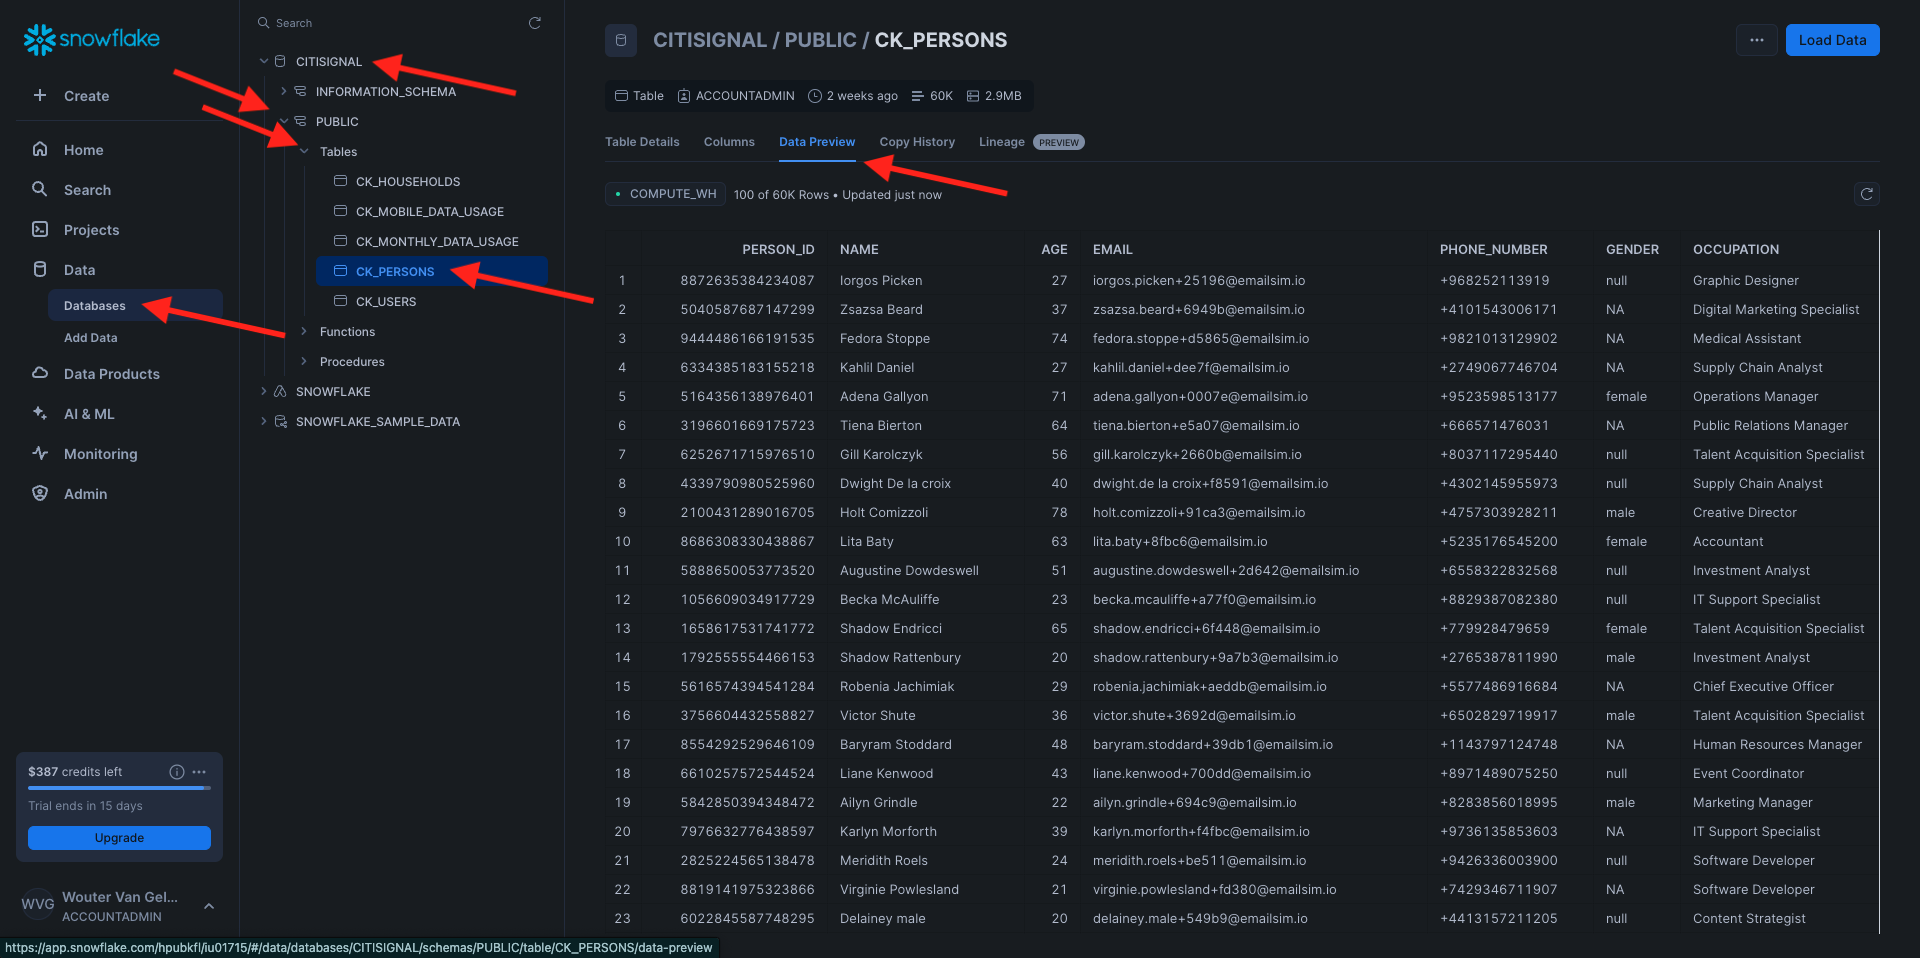 snowflake
Create
Home
Search
Projects
Data
Databases
Add Data
Data Products
AI & ML
Monitoring
Admin
$387 credits left
Trial ends in 15 days
Upgrade
WVG
Wouter Van Gel...
ACCOUNTADMIN
Search
CITISIGNAL
INFORMATION_SCHEMA
PUBLIC
Tables
CK_HOUSEHOLDS
CK_MOBILE_DATA_USAGE
CK_MONTHLY_DATA_USAGE
CK_PERSONS
CK_USERS
Functions
Procedures
SNOWFLAKE
SNOWFLAKE_SAMPLE_DATA
CITISIGNAL / PUBLIC / CK_PERSONS
Load Data
Table ACCOUNTADMIN 2 weeks ago 60K 2.9MB
Table Details Columns Data Preview Copy History Lineage PREVIEW
COMPUTE_WH 100 of 60K Rows • Updated just now
PERSON_ID NAME AGE EMAIL PHONE_NUMBER GENDER OCCUPATION
1 8872635384234087 Iorgos Picken 27 iorgos.picken+25196@emailsim.io +968252113919 null Graphic Designer
2 5040587687147299 Zsazsa Beard 37 zsazsa.beard+6949b@emailsim.io +4101543006171 NA Digital Marketing Specialist
3 9444486166191535 Fedora Stoppe 74 fedora.stoppe+d5865@emailsim.io +9821013129902 NA Medical Assistant
4 6334385183155218 Kahlil Daniel 27 kahlil.daniel+dee7f@emailsim.io +2749067746704 NA Supply Chain Analyst
5 5164356138976401 Adena Gallyon 71 adena.gallyon+0007e@emailsim.io +9523598513177 female Operations Manager
6 3196601669175723 Tiena Bierton 64 tiena.bierton+e5a07@emailsim.io +666571476031 NA Public Relations Manager
7 6252671715976510 Gill Karolczyk 56 gill.karolczyk+2660b@emailsim.io +8037117295440 null Talent Acquisition Specialist
8 4339790980525960 Dwight De la croix 40 dwight.de la croix+f8591@emailsim.io +4302145955973 null Supply Chain Analyst
9 2100431289016705 Holt Comizzoli 78 holt.comizzoli+91ca3@emailsim.io +4757303928211 male Creative Director
10 8686308330438867 Lita Baty 63 lita.baty+8fbc6@emailsim.io +5235176545200 female Accountant
11 5888650053773520 Augustine Dowdeswell 51 augustine.dowdeswell+2d642@emailsim.io +6558322832568 null Investment Analyst
12 1056609034917729 Becka McAuliffe 23 becka.mcauliffe+a77f0@emailsim.io +8829387082380 null IT Support Specialist
13 1658617531741772 Shadow Endricci 65 shadow.endricci+6f448@emailsim.io +779928479659 female Talent Acquisition Specialist
14 1792555554466153 Shadow Rattenbury 20 shadow.rattenbury+9a7b3@emailsim.io +2765387811990 male Investment Analyst
15 5616574394541284 Robenia Jachimiak 29 robenia.jachimiak+aeddb@emailsim.io +5577486916684 NA Chief Executive Officer
16 3756604432558827 Victor Shute 36 victor.shute+3692d@emailsim.io +6502829719917 male Talent Acquisition Specialist
17 8554292529646109 Baryram Stoddard 48 baryram.stoddard+39db1@emailsim.io +1143797124748 NA Human Resources Manager
18 6610257572544524 Liane Kenwood 43 liane.kenwood+700dd@emailsim.io +8971489075250 null Event Coordinator
19 5842850394348472 Ailyn Grindle 22 ailyn.grindle+694c9@emailsim.io +8283856018995 male Marketing Manager
20 7976632776438597 Karlyn Morforth 39 karlyn.morforth+f4fbc@emailsim.io +9736135853603 NA IT Support Specialist
21 2825224565138478 Meridith Roels 24 meridith.roels+be511@emailsim.io +9426336003900 null Software Developer
22 8819141975323866 Virginie Powlesland 21 virginie.powlesland+fd380@emailsim.io +7429346711907 NA Software Developer
23 6022845587748295 Delainey male 20 delainey.male+549b9@emailsim.io +4413157211205 null Content Strategist
https://app.snowflake.com/hpubkfl/iu01715/#/data/databases/CITISIGNAL/schemas/PUBLIC/table/CK_PERSONS/data-preview